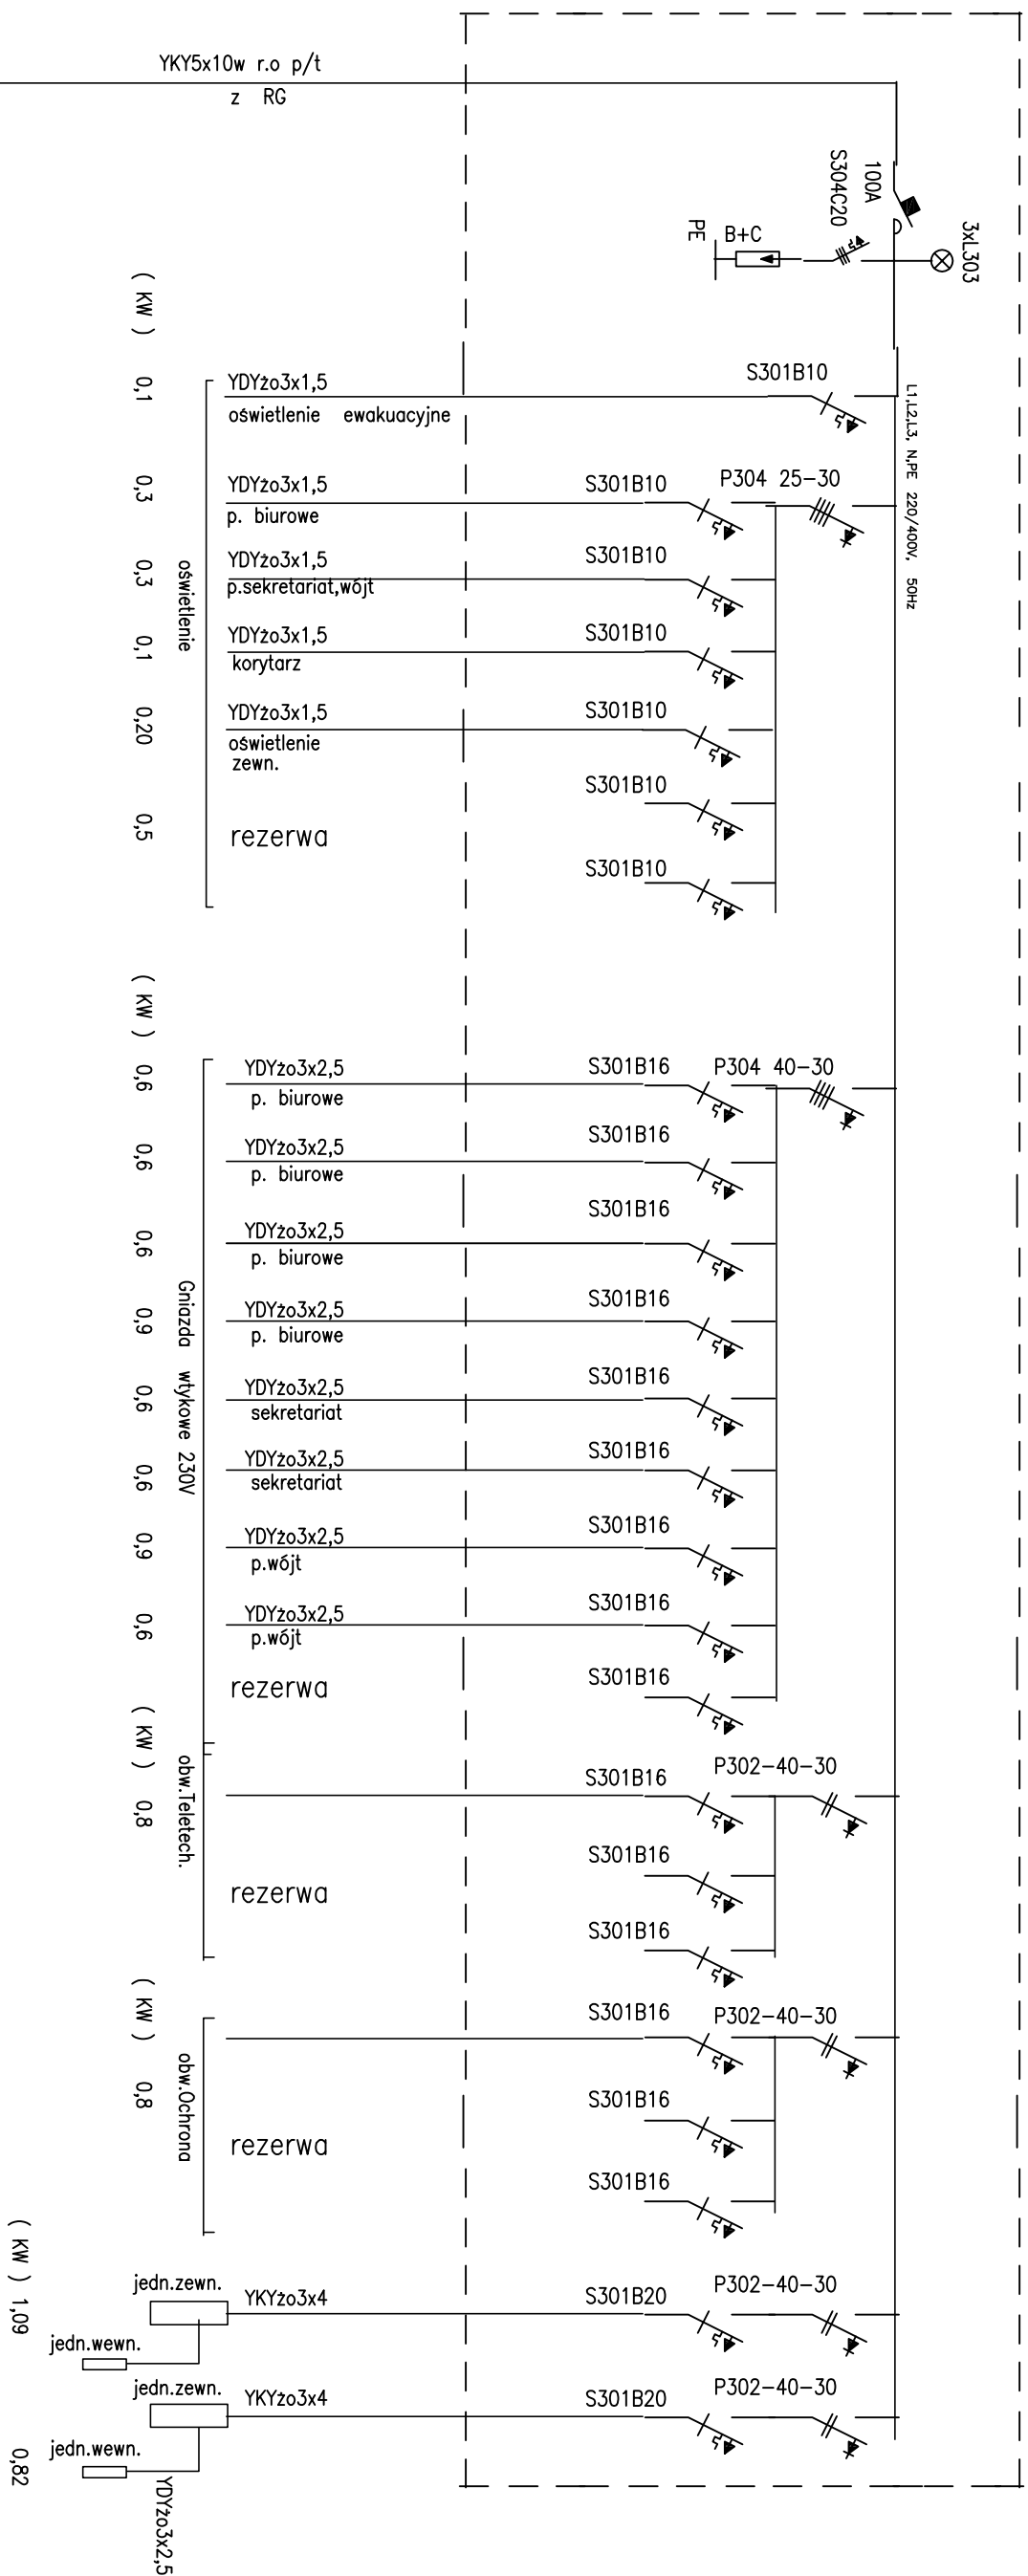 YKY5x10w r.o p/t
z RG
100A
S304C20
3xL303
B+C
PE
L1,L2,L3, N,PE 220/400V, 50Hz
( KW )
0,1
YDYżo3x1,5
oświetlenie ewakuacyjne
S301B10
0,3
YDYżo3x1,5
p. biurowe
S301B10
P304 25-30
0,3
YDYżo3x1,5
p.sekretariat,wójt
S301B10
oświetlenie
0,1
YDYżo3x1,5
korytarz
S301B10
0,20
YDYżo3x1,5
oświetlenie
zewn.
S301B10
0,5
rezerwa
S301B10
S301B10
( KW )
0,6
YDYżo3x2,5
p. biurowe
S301B16
P304 40-30
0,6
YDYżo3x2,5
p. biurowe
S301B16
0,6
YDYżo3x2,5
p. biurowe
S301B16
Gniazda wtykowe 230V
0,9
YDYżo3x2,5
p. biurowe
S301B16
0,6
YDYżo3x2,5
sekretariat
S301B16
0,6
YDYżo3x2,5
sekretariat
S301B16
0,9
YDYżo3x2,5
p.wójt
S301B16
0,6
YDYżo3x2,5
p.wójt
S301B16
rezerwa
S301B16
( KW )
0,8
obw.Teletech.
S301B16
P302-40-30
rezerwa
S301B16
S301B16
( KW )
0,8
obw.Ochrona
S301B16
P302-40-30
rezerwa
S301B16
S301B16
( KW ) 1,09
jedn.zewn.
YKYżo3x4
S301B20
P302-40-30
jedn.wewn.
jedn.zewn.
YKYżo3x4
S301B20
P302-40-30
jedn.wewn.
0,82
YDYżo3x2,5